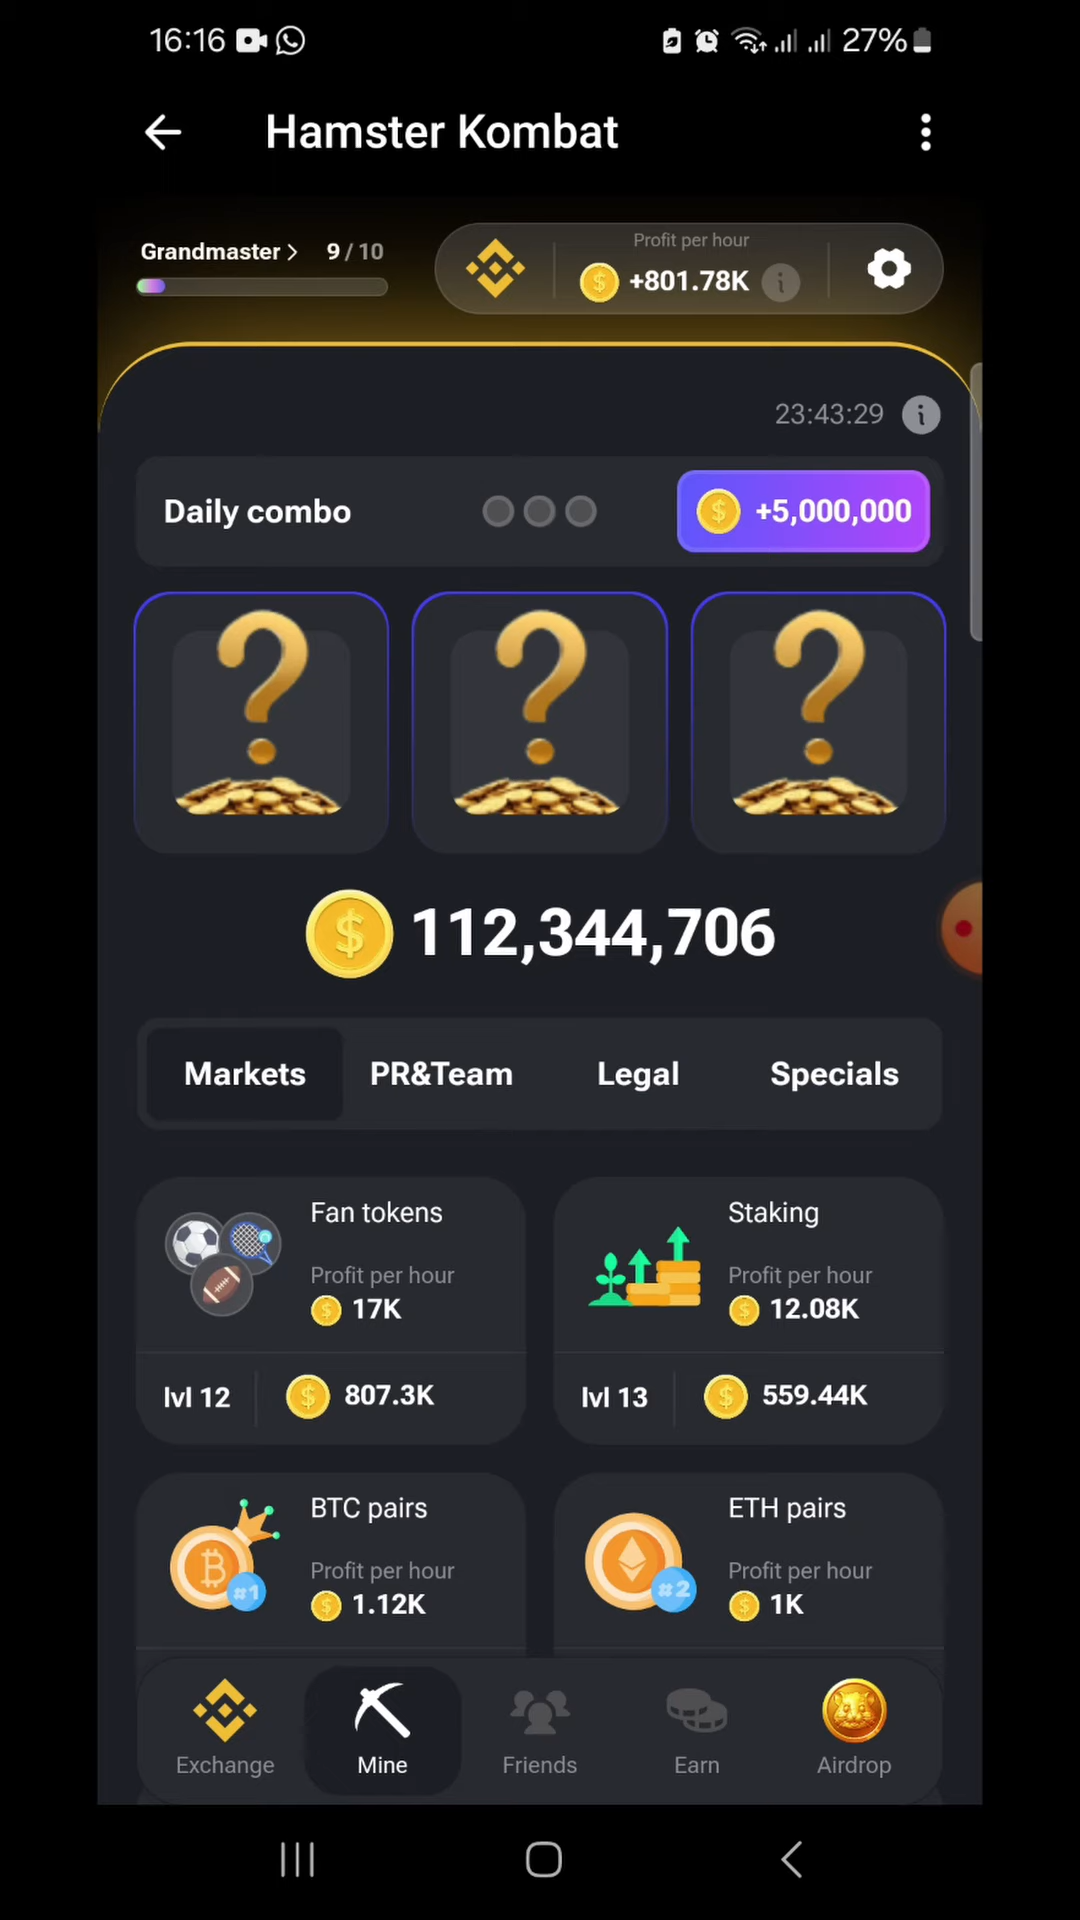 16:16 27%
Hamster Kombat
Grandmaster > 9 / 10
Profit per hour
+801.78K
23:43:29
Daily combo +5,000,000
112,344,706
Markets PR&Team Legal Specials
Fan tokens
Profit per hour
17K
lvl 12 807.3K
Staking
Profit per hour
12.08K
lvl 13 559.44K
BTC pairs
#1
Profit per hour
1.12K
ETH pairs
#2
Profit per hour
1K
Exchange Mine Friends Earn Airdrop